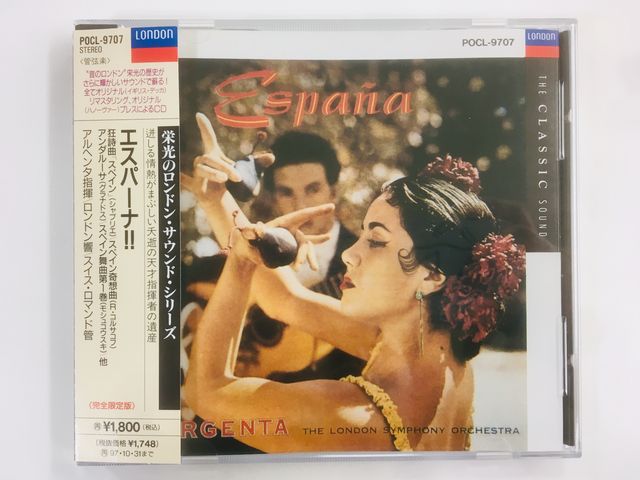 POCL-9707
STEREO
LONDON
〈管弦楽〉
"音のロンドン"栄光の歴史が
さらに輝かしいサウンドで蘇る!
全てオリジナル(イギリス・デッカ)
リマスタリング、オリジナル
(ハノーヴァー)プレスによるCD
栄光のロンドン・サウンド・シリーズ
迸しる情熱がまぶしい夭逝の天才指揮者の遺産
エスパーナ!!
狂詩曲「スペイン」(シャブリエ)スペイン奇想曲(R・コルサコフ)
アンダルーサ(グラナドス)スペイン舞曲第1巻(モシュコフスキ)他
アルヘンタ指揮 ロンドン響 スイス・ロマンド管
〈完全限定版〉
¥1,800(税込)
(税抜価格¥1,748)
97・10・31まで
LONDON
POCL-9707
España
THE CLASSIC SOUND
RGENTA THE LONDON SYMPHONY ORCHESTRA